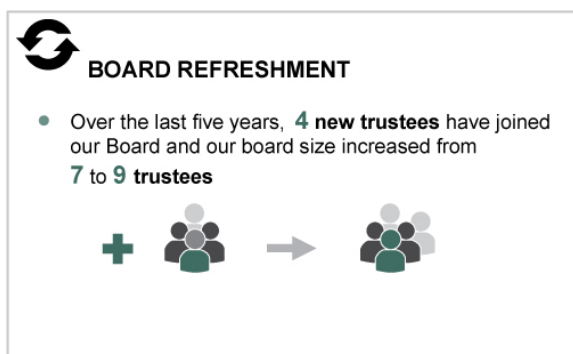 BOARD REFRESHMENT
Over the last five years, 4 new trustees have joined
our Board and our board size increased from
7 to 9 trustees